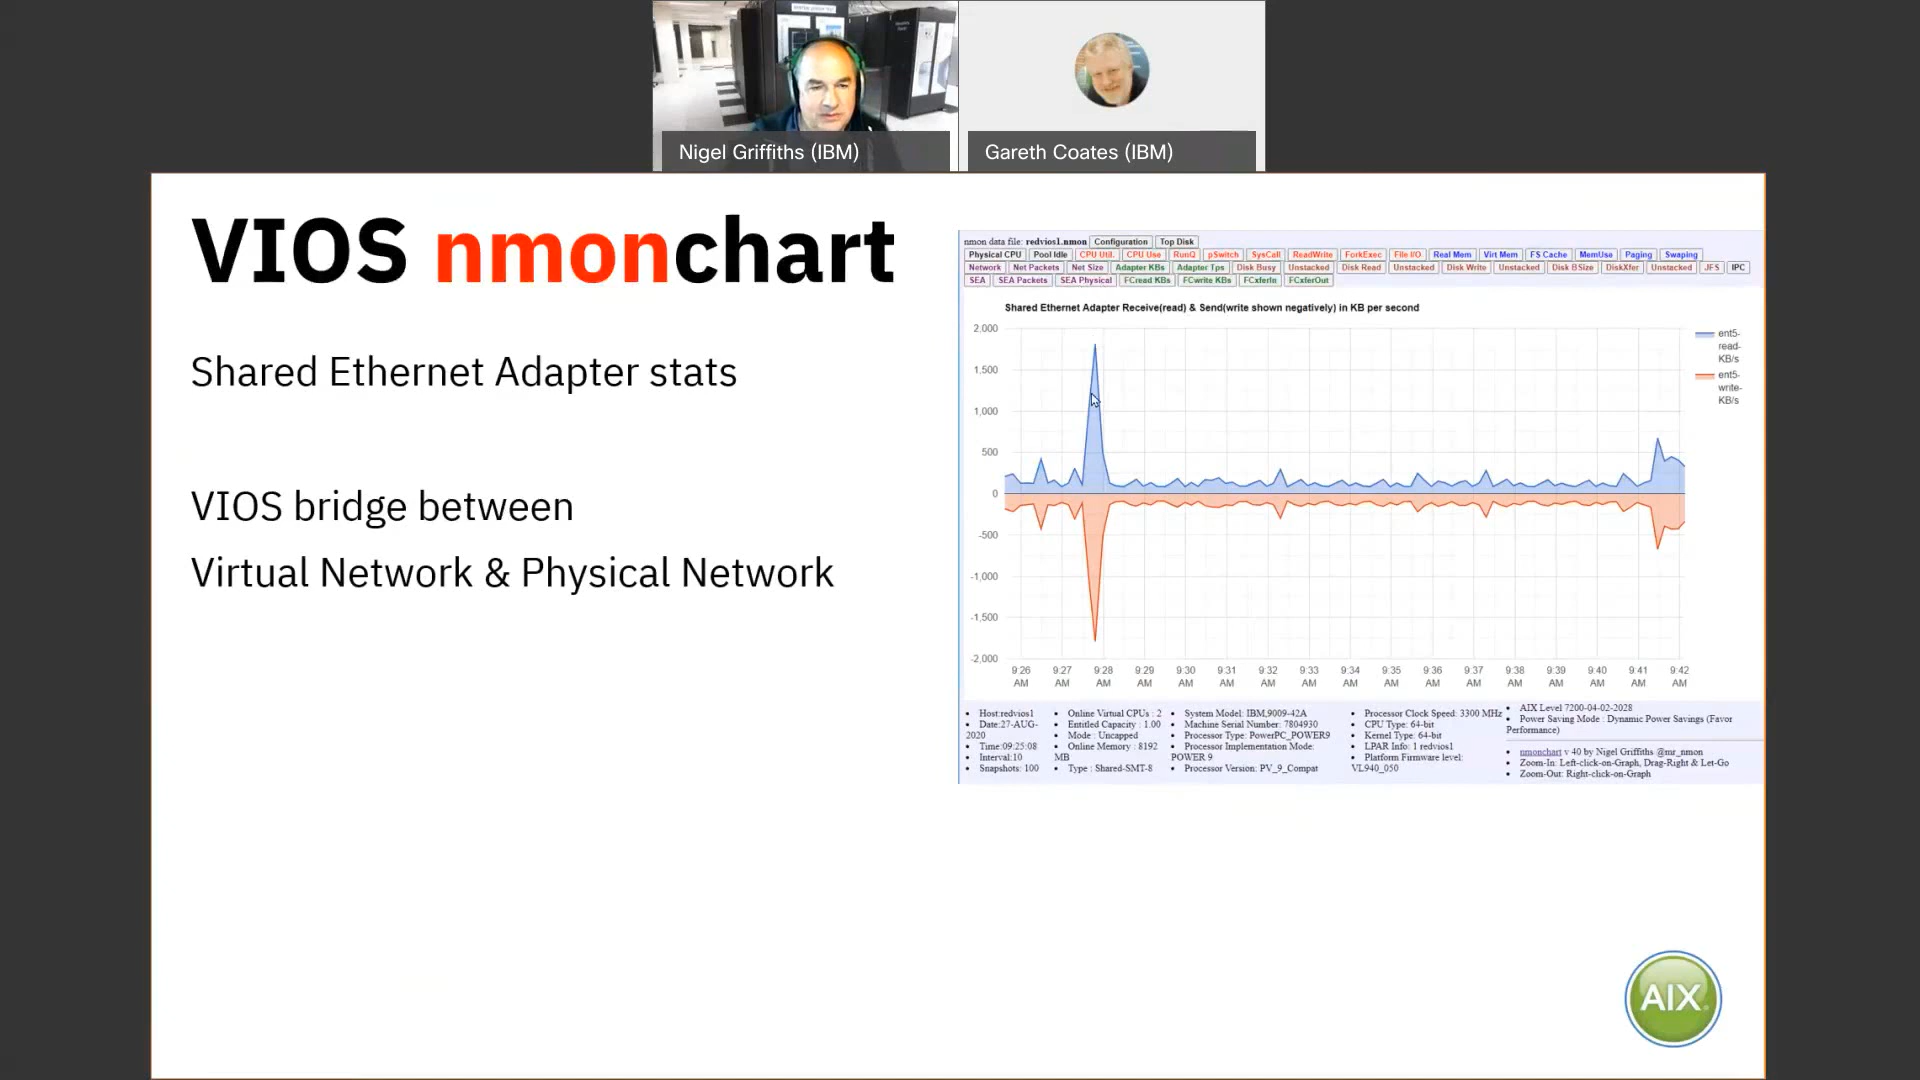 Nigel Griffiths (IBM)
Gareth Coates (IBM)
VIOS nmonchart
Shared Ethernet Adapter stats
VIOS bridge between
Virtual Network & Physical Network
nmon data file: redvios1.nmon Configuration Top Disk
Physical CPU Pool Idle CPU Util. CPU Use RunQ pSwitch SysCall ReadWrite ForkExec File I/O Real Mem Virt Mem FS Cache MemUse Paging Swaping
Network Net Packets Net Size Adapter KBs Adapter Tps Disk Busy Unstacked Disk Read Unstacked Disk Write Unstacked Disk BSize DiskXfer Unstacked JFS IPC
SEA SEA Packets SEA Physical FCread KBs FCwrite KBs FCxferIn FCxferOut
Shared Ethernet Adapter Receive(read) & Send(write shown negatively) in KB per second
2,000
1,500
1,000
500
0
-500
-1,000
-1,500
-2,000
ent5-
read-
KB/s
ent5-
write-
KB/s
9:26 9:27 9:28 9:29 9:30 9:31 9:32 9:33 9:34 9:35 9:36 9:37 9:38 9:39 9:40 9:41 9:42
AM AM AM AM AM AM AM AM AM AM AM AM AM AM AM AM AM
Host:redvios1
Date:27-AUG-
2020
Time:09:25:08
Interval:10
Snapshots: 100
Online Virtual CPUs : 2
Entitled Capacity : 1.00
Mode : Uncapped
Online Memory : 8192
MB
Type : Shared-SMT-8
System Model: IBM,9009-42A
Machine Serial Number: 7804930
Processor Type: PowerPC_POWER9
Processor Implementation Mode:
POWER 9
Processor Version: PV_9_Compat
Processor Clock Speed: 3300 MHz
CPU Type: 64-bit
Kernel Type: 64-bit
LPAR Info: 1 redvios1
Platform Firmware level:
VL940_050
AIX Level 7200-04-02-2028
Power Saving Mode : Dynamic Power Savings (Favor
Performance)
nmonchart v 40 by Nigel Griffiths @mr_nmon
Zoom-In: Left-click-on-Graph, Drag-Right & Let-Go
Zoom-Out: Right-click-on-Graph
AIX